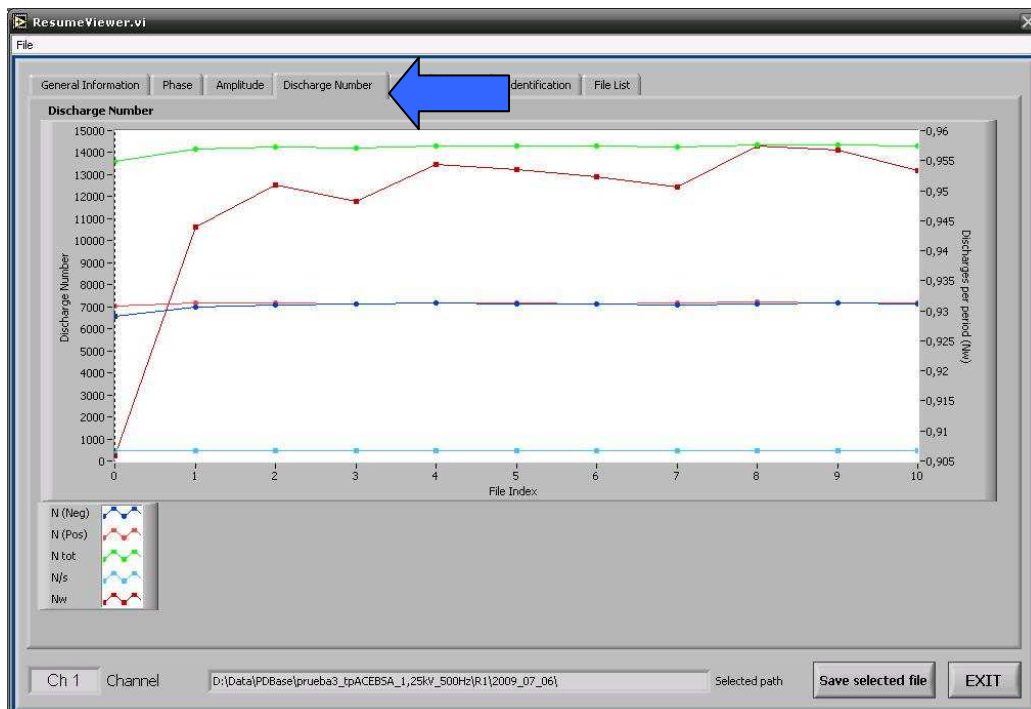 ResumeViewer.vi
File
General Information Phase Amplitude Discharge Number dentification File List
Discharge Number
15000
14000
13000
12000
11000
10000
9000
8000
7000
6000
5000
4000
3000
2000
1000
0
Discharge Number
0,96
0,955
0,95
0,945
0,94
0,935
0,93
0,925
0,92
0,915
0,91
0,905
Discharges per period (Nw)
0 1 2 3 4 5 6 7 8 9 10
File Index
N (Neg)
N (Pos)
N tot
N/s
Nw
Ch 1 Channel D:\Data\PDBase\prueba3_tpACEBSA_1,25kV_500Hz\R1\2009_07_06\ Selected path Save selected file EXIT